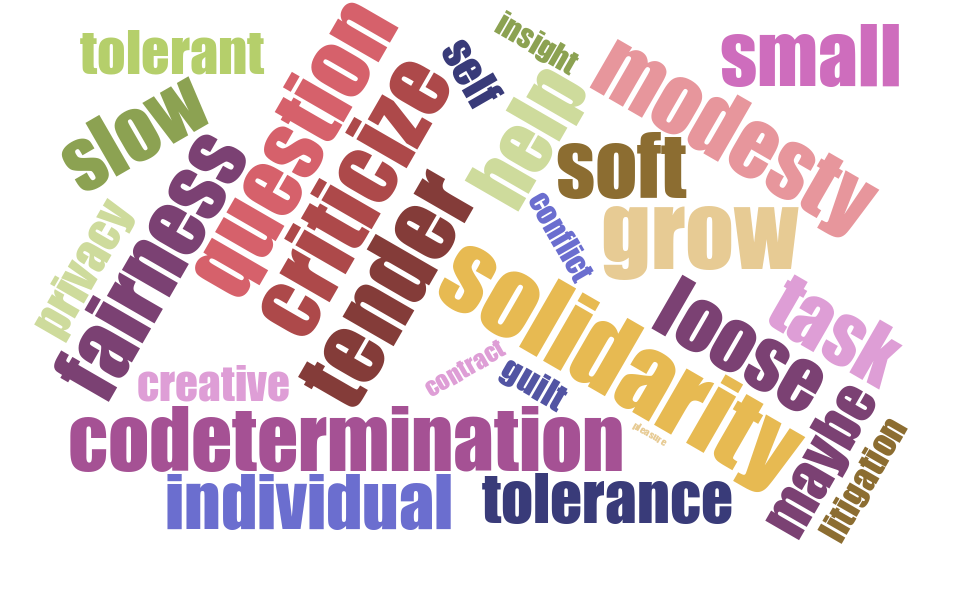 tolerant
slow
question
criticize
self
insight
help
modesty
small
soft
grow
conflict
fairness
privacy
tender
solidarity
loose
task
creative
contract
guilt
pleasure
codetermination
maybe
litigation
individual
tolerance